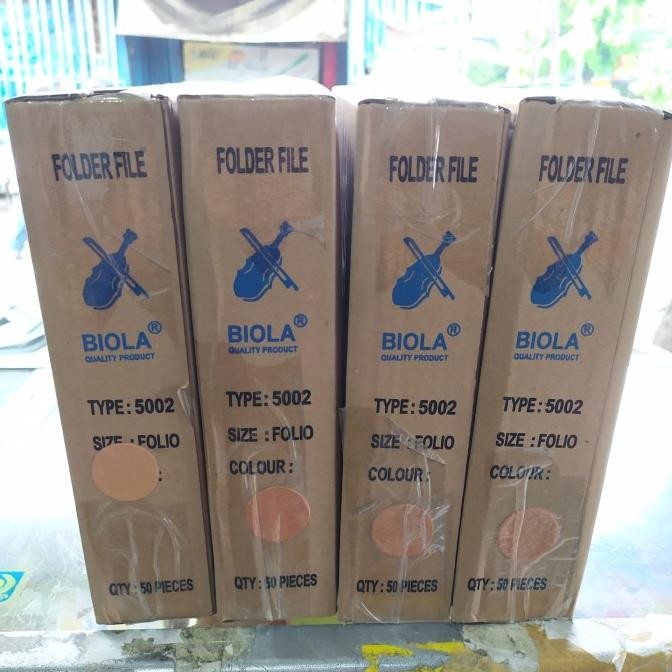 FOLDER FILE
BIOLA®
QUALITY PRODUCT
TYPE : 5002
SIZE : FOLIO
:
QTY : 50 PIECES
FOLDER FILE
BIOLA®
QUALITY PRODUCT
TYPE : 5002
SIZE : FOLIO
COLOUR :
QTY : 50 PIECES
FOLDER FILE
BIOLA®
QUALITY PRODUCT
TYPE : 5002
SIZE : FOLIO
COLOUR :
QTY : 50 PIECES
FOLDER FILE
BIOLA®
QUALITY PRODUCT
TYPE : 5002
SIZE : FOLIO
COLOUR :
QTY : 50 PIECES